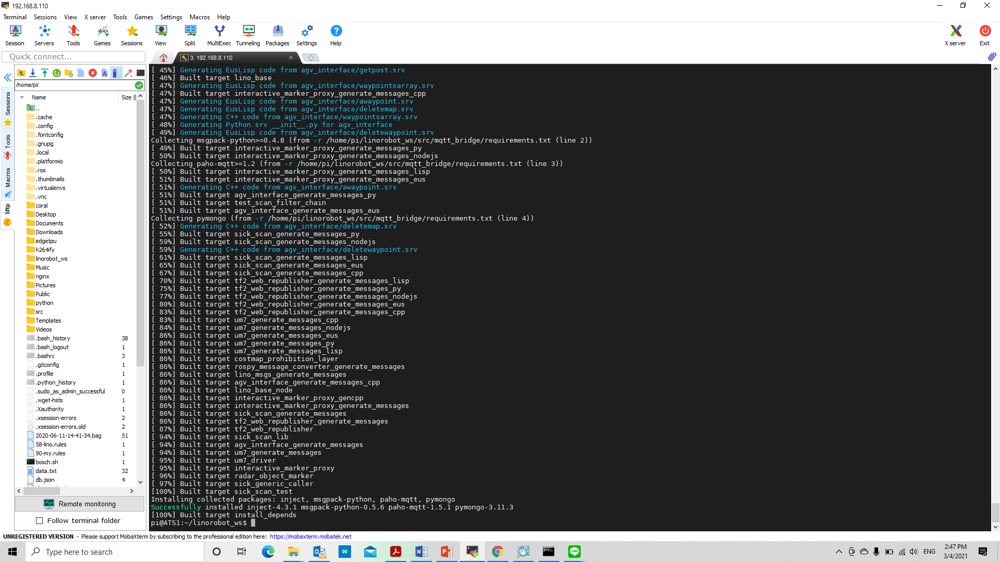 192.168.8.110
Terminal Sessions View X server Tools Games Settings Macros Help
Session Servers Tools Games Sessions View Split MultiExec Tunneling Packages Settings Help X server Exit
Quick connect...
3. 192.168.8.110
/home/pi/
Name Size (
Sessions
Tools
Macros
Sftp
..
.cache
.config
.fontconfig
.gnupg
.local
.platformio
.ros
.thumbnails
.virtualenvs
.vnc
coral
Desktop
Documents
Downloads
edgetpu
h264ify
linorobot_ws
Music
nginx
Pictures
Public
python
src
Templates
Videos
.bash_history 38
.bash_logout 1
.bashrc 3
.gitconfig 1
.profile 1
.python_history 1
.sudo_as_admin_successful 0
.wget-hsts 1
.Xauthority 1
.xsession-errors 2
.xsession-errors.old 2
2020-06-11-14-41-34.bag 51
58-lino.rules 1
90-my.rules 1
bosch.sh 1
data.txt 32
db.json 4
Remote monitoring
Follow terminal folder
[ 45%] Generating EusLisp code from agv_interface/getpost.srv
[ 46%] Built target lino_base
[ 47%] Generating EusLisp code from agv_interface/waypointsarray.srv
[ 47%] Built target interactive_marker_proxy_generate_messages_cpp
[ 47%] Generating EusLisp code from agv_interface/awaypoint.srv
[ 47%] Generating EusLisp code from agv_interface/deletemap.srv
[ 47%] Generating C++ code from agv_interface/waypointsarray.srv
[ 48%] Generating Python srv __init__.py for agv_interface
[ 49%] Generating EusLisp code from agv_interface/deletewaypoint.srv
Collecting msgpack-python>=0.4.8 (from -r /home/pi/linorobot_ws/src/mqtt_bridge/requirements.txt (line 2))
[ 49%] Built target interactive_marker_proxy_generate_messages_py
[ 50%] Built target interactive_marker_proxy_generate_messages_nodejs
Collecting paho-mqtt>=1.2 (from -r /home/pi/linorobot_ws/src/mqtt_bridge/requirements.txt (line 3))
[ 50%] Built target interactive_marker_proxy_generate_messages_lisp
[ 51%] Built target interactive_marker_proxy_generate_messages_eus
[ 51%] Generating C++ code from agv_interface/awaypoint.srv
[ 51%] Built target agv_interface_generate_messages_py
[ 51%] Built target test_scan_filter_chain
[ 51%] Built target agv_interface_generate_messages_eus
Collecting pymongo (from -r /home/pi/linorobot_ws/src/mqtt_bridge/requirements.txt (line 4))
[ 52%] Generating C++ code from agv_interface/deletemap.srv
[ 55%] Built target sick_scan_generate_messages_py
[ 59%] Built target sick_scan_generate_messages_nodejs
[ 59%] Generating C++ code from agv_interface/deletewaypoint.srv
[ 61%] Built target sick_scan_generate_messages_lisp
[ 65%] Built target sick_scan_generate_messages_eus
[ 67%] Built target sick_scan_generate_messages_cpp
[ 70%] Built target tf2_web_republisher_generate_messages_lisp
[ 75%] Built target tf2_web_republisher_generate_messages_py
[ 77%] Built target tf2_web_republisher_generate_messages_nodejs
[ 80%] Built target tf2_web_republisher_generate_messages_eus
[ 83%] Built target tf2_web_republisher_generate_messages_cpp
[ 83%] Built target um7_generate_messages_cpp
[ 84%] Built target um7_generate_messages_nodejs
[ 86%] Built target um7_generate_messages_eus
[ 86%] Built target um7_generate_messages_py
[ 86%] Built target um7_generate_messages_lisp
[ 86%] Built target costmap_prohibition_layer
[ 86%] Built target rospy_message_converter_generate_messages
[ 86%] Built target lino_msgs_generate_messages
[ 86%] Built target agv_interface_generate_messages_cpp
[ 86%] Built target lino_base_node
[ 86%] Built target interactive_marker_proxy_gencpp
[ 86%] Built target interactive_marker_proxy_generate_messages
[ 86%] Built target sick_scan_generate_messages
[ 86%] Built target tf2_web_republisher_generate_messages
[ 87%] Built target tf2_web_republisher
[ 94%] Built target sick_scan_lib
[ 94%] Built target agv_interface_generate_messages
[ 94%] Built target um7_generate_messages
[ 95%] Built target um7_driver
[ 95%] Built target interactive_marker_proxy
[ 96%] Built target radar_object_marker
[ 97%] Built target sick_generic_caller
[100%] Built target sick_scan_test
Installing collected packages: inject, msgpack-python, paho-mqtt, pymongo
Successfully installed inject-4.3.1 msgpack-python-0.5.6 paho-mqtt-1.5.1 pymongo-3.11.3
[100%] Built target install_depends
pi@ATS1:~/linorobot_ws$
UNREGISTERED VERSION - Please support MobaXterm by subscribing to the professional edition here: https://mobaxterm.mobatek.net
Type here to search
ENG
2:47 PM
3/4/2021